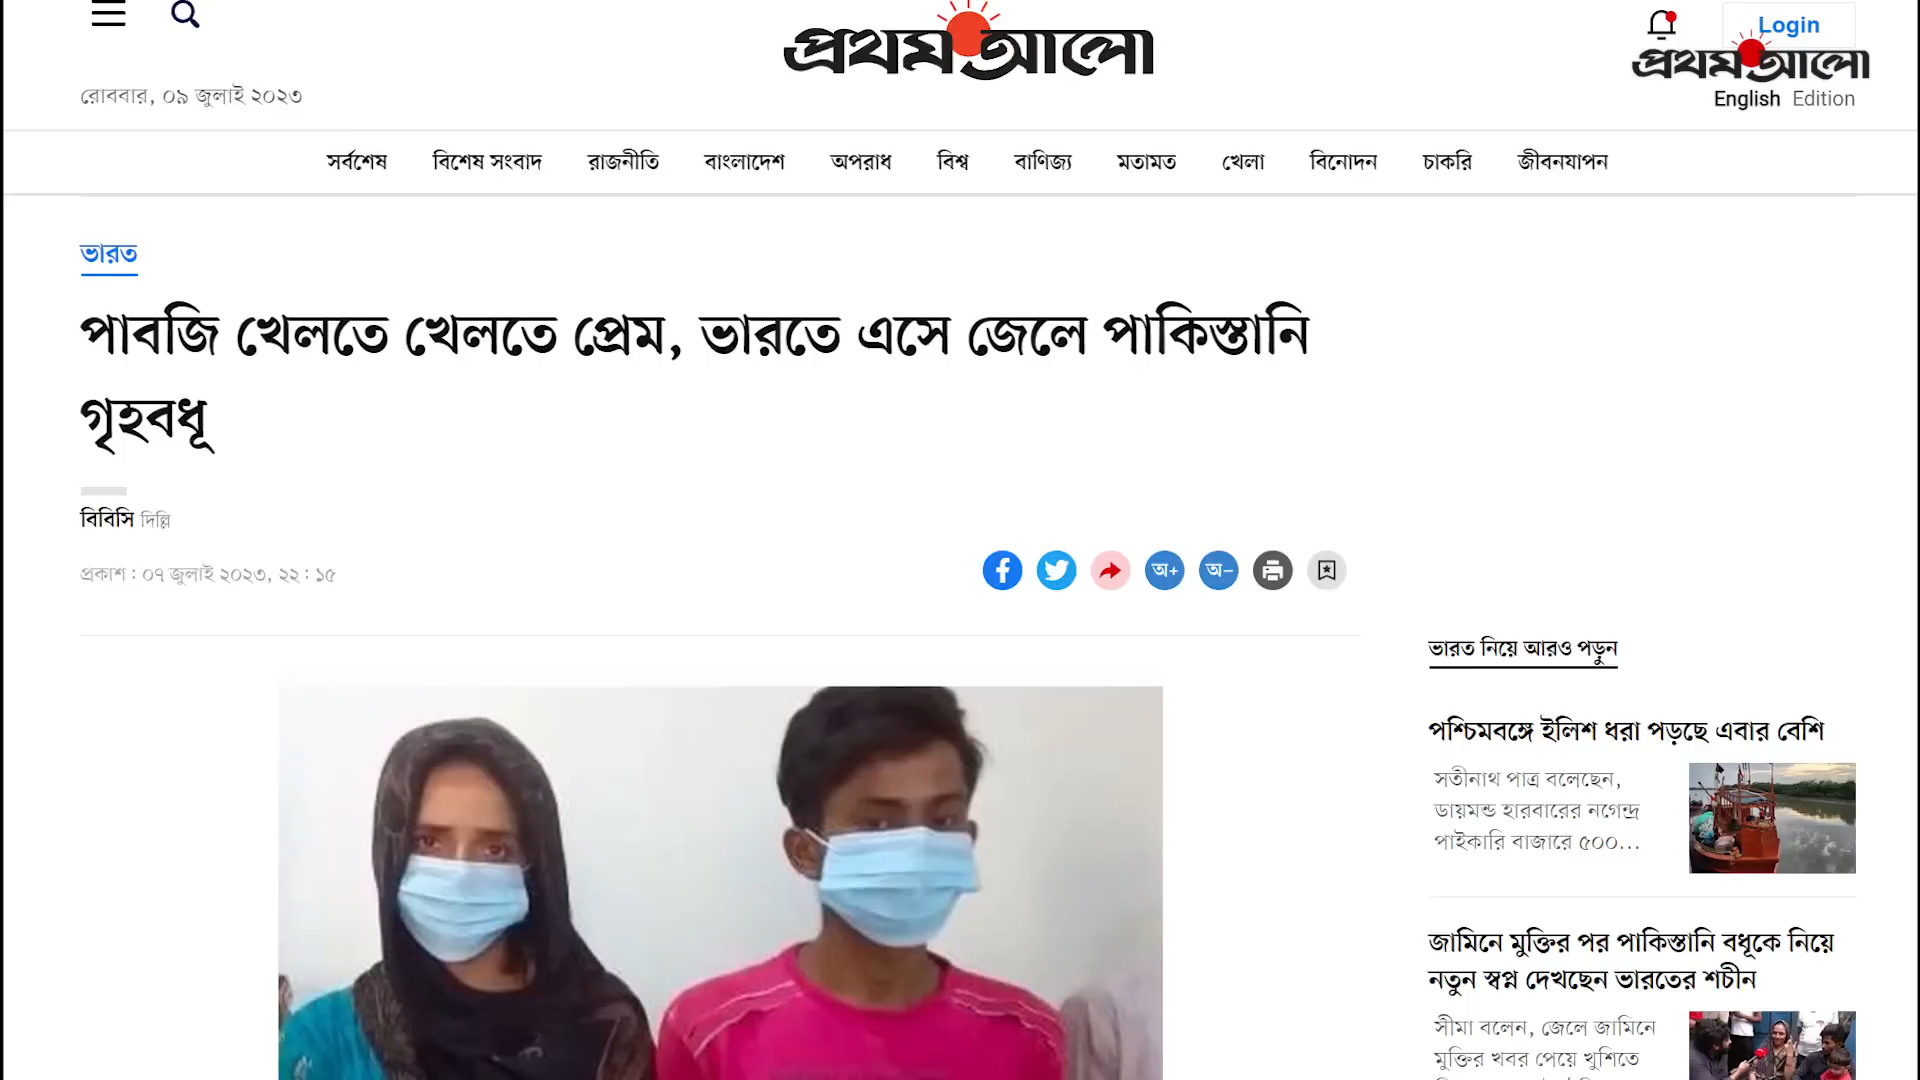 প্রথম আলো
Login
প্রথম আলো
রোববার, ০৯ জুলাই ২০২৩
English Edition
সর্বশেষ বিশেষ সংবাদ রাজনীতি বাংলাদেশ অপরাধ বিশ্ব বাণিজ্য মতামত খেলা বিনোদন চাকরি জীবনযাপন
ভারত
পাবজি খেলতে খেলতে প্রেম, ভারতে এসে জেলে পাকিস্তানি
গৃহবধূ
বিবিসি দিল্লি
প্রকাশ : ০৭ জুলাই ২০২৩, ২২ : ১৫
অ+ অ−
ভারত নিয়ে আরও পড়ুন
পশ্চিমবঙ্গে ইলিশ ধরা পড়ছে এবার বেশি
সতীনাথ পাত্র বলেছেন,
ডায়মন্ড হারবারের নগেন্দ্র
পাইকারি বাজারে ৫০০...
জামিনে মুক্তির পর পাকিস্তানি বধূকে নিয়ে
নতুন স্বপ্ন দেখছেন ভারতের শচীন
সীমা বলেন, জেলে জামিনে
মুক্তির খবর পেয়ে খুশিতে